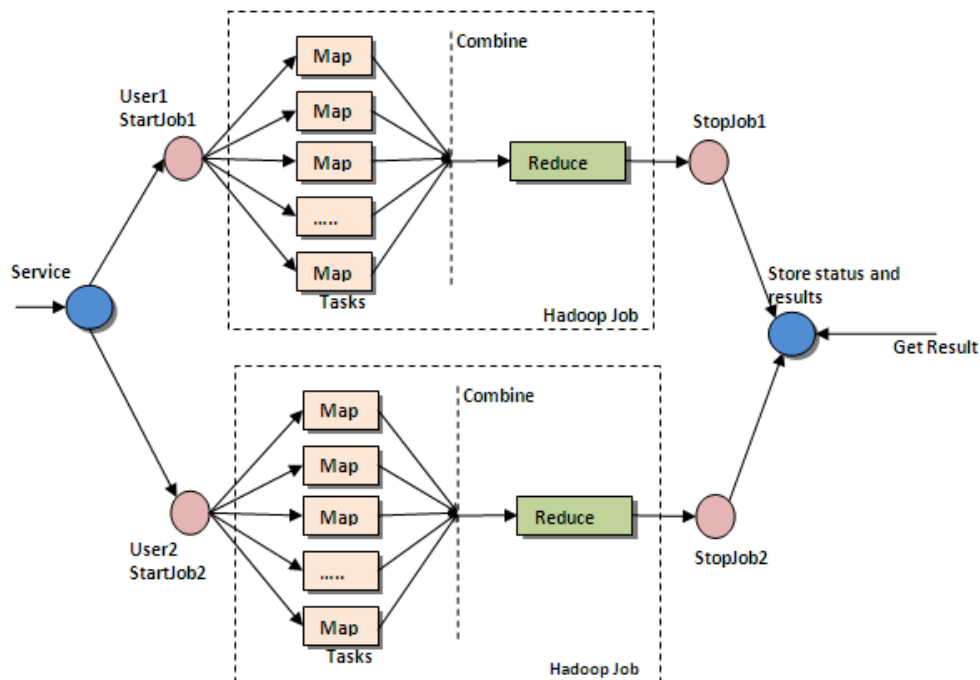 Map
Combine
User1
StartJob1
Map
StopJob1
Map
Reduce
.....
Service
Map
Store status and
results
Tasks
Hadoop Job
Get Result
Map
Combine
Map
Map
Reduce
User2
StartJob2
.....
StopJob2
Map
Tasks
Hadoop Job